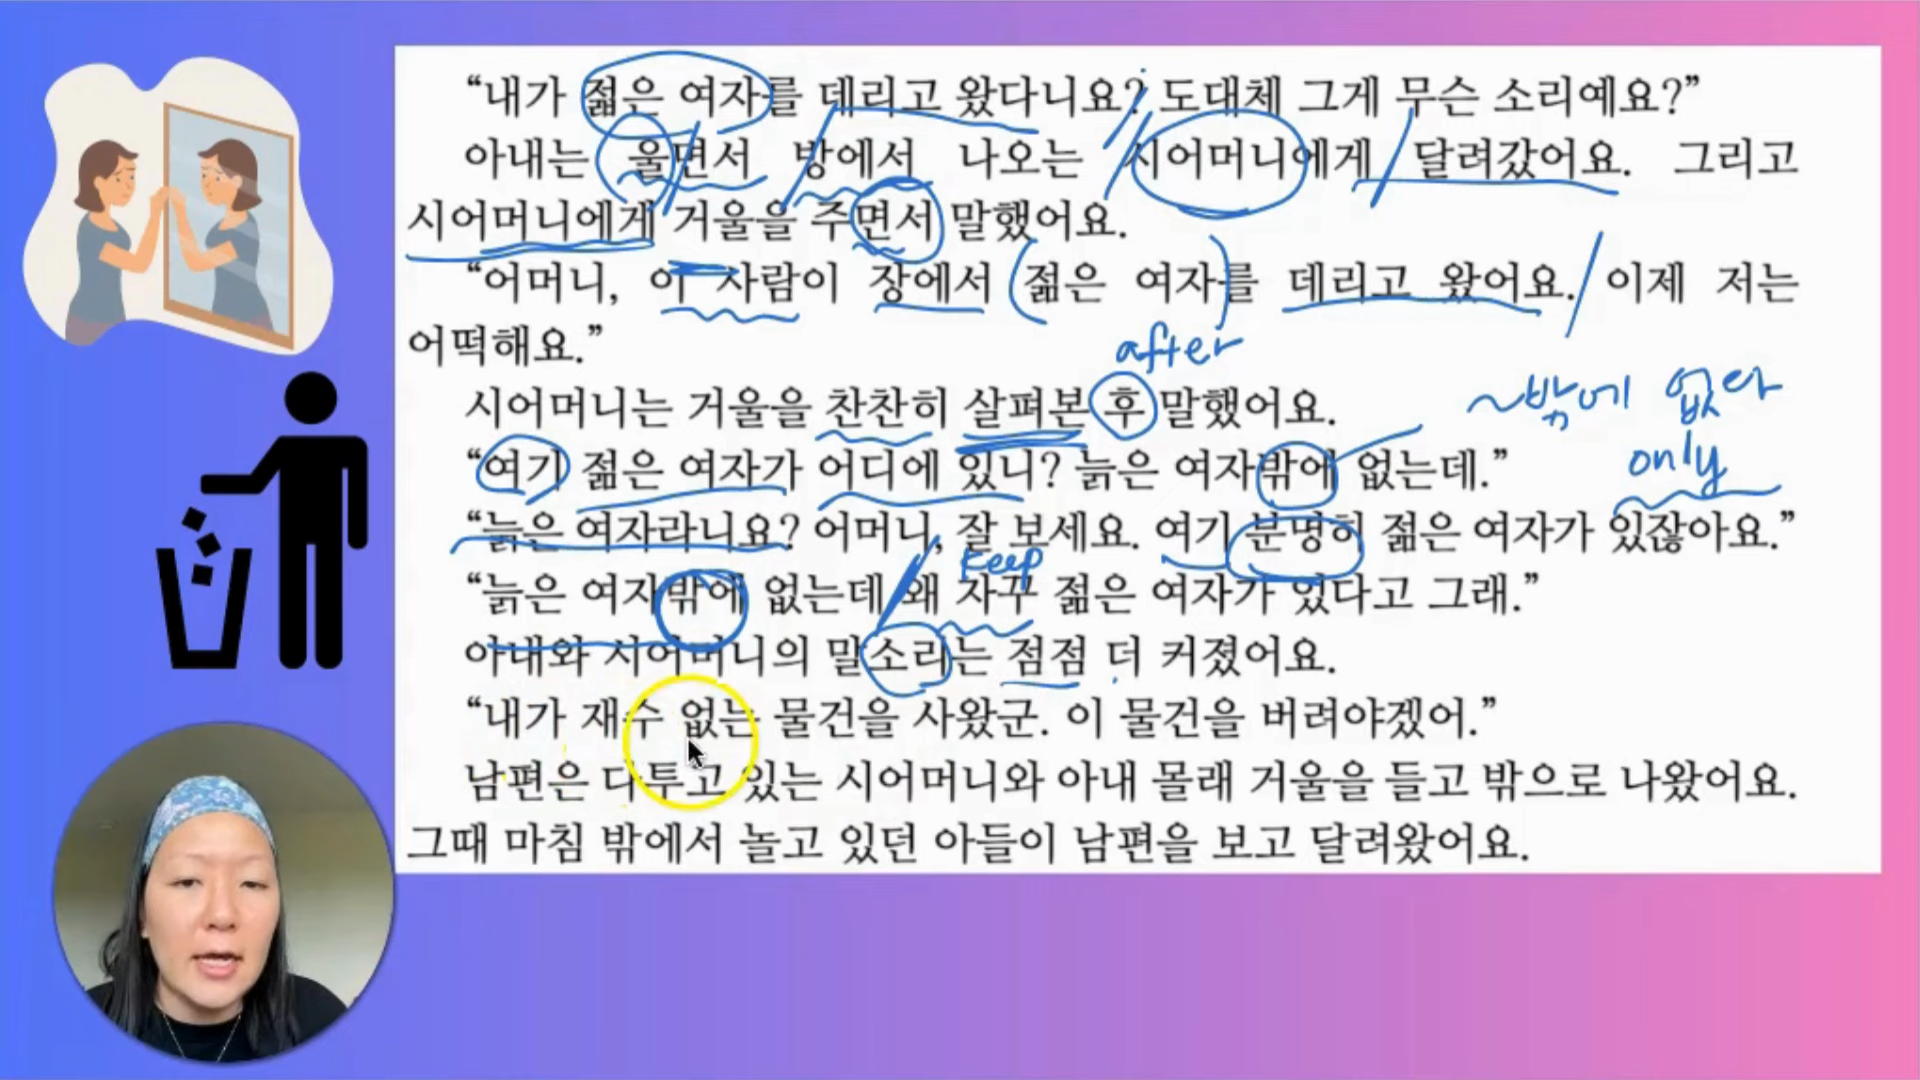 “내가 젊은 여자를 데리고 왔다니요? 도대체 그게 무슨 소리예요?”
아내는 울면서 방에서 나오는 시어머니에게 달려갔어요. 그리고
시어머니에게 거울을 주면서 말했어요.
“어머니, 이 사람이 장에서 젊은 여자를 데리고 왔어요. 이제 저는
어떡해요.”
after
시어머니는 거울을 찬찬히 살펴본 후 말했어요.
~밖에 없다
only
“여기 젊은 여자가 어디에 있니? 늙은 여자밖에 없는데.”
“늙은 여자라니요? 어머니, 잘 보세요. 여기 분명히 젊은 여자가 있잖아요.”
keep
“늙은 여자밖에 없는데 왜 자꾸 젊은 여자가 있다고 그래.”
아내와 시어머니의 말소리는 점점 더 커졌어요.
“내가 재수 없는 물건을 사왔군. 이 물건을 버려야겠어.”
남편은 다투고 있는 시어머니와 아내 몰래 거울을 들고 밖으로 나왔어요.
그때 마침 밖에서 놀고 있던 아들이 남편을 보고 달려왔어요.